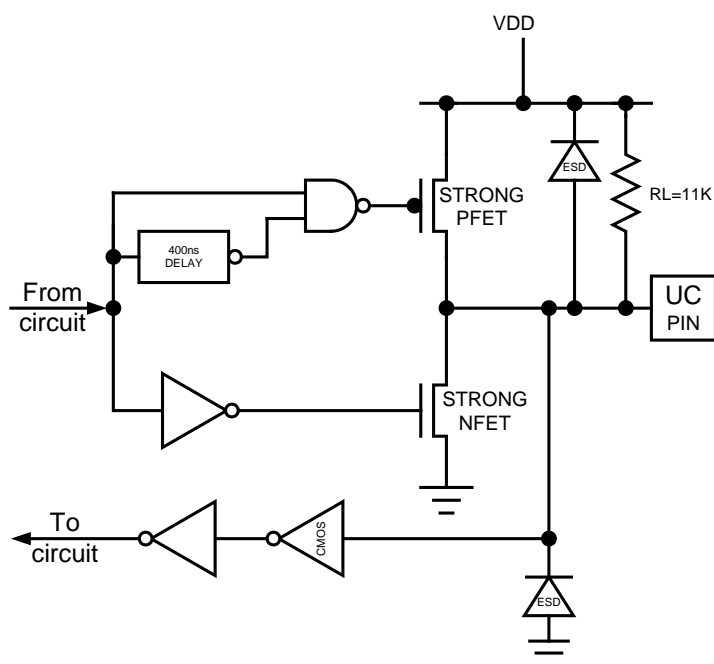 VDD
ESD
RL=11K
STRONG
PFET
400ns
DELAY
From
circuit
UC
PIN
STRONG
NFET
To
circuit
CMOS
ESD